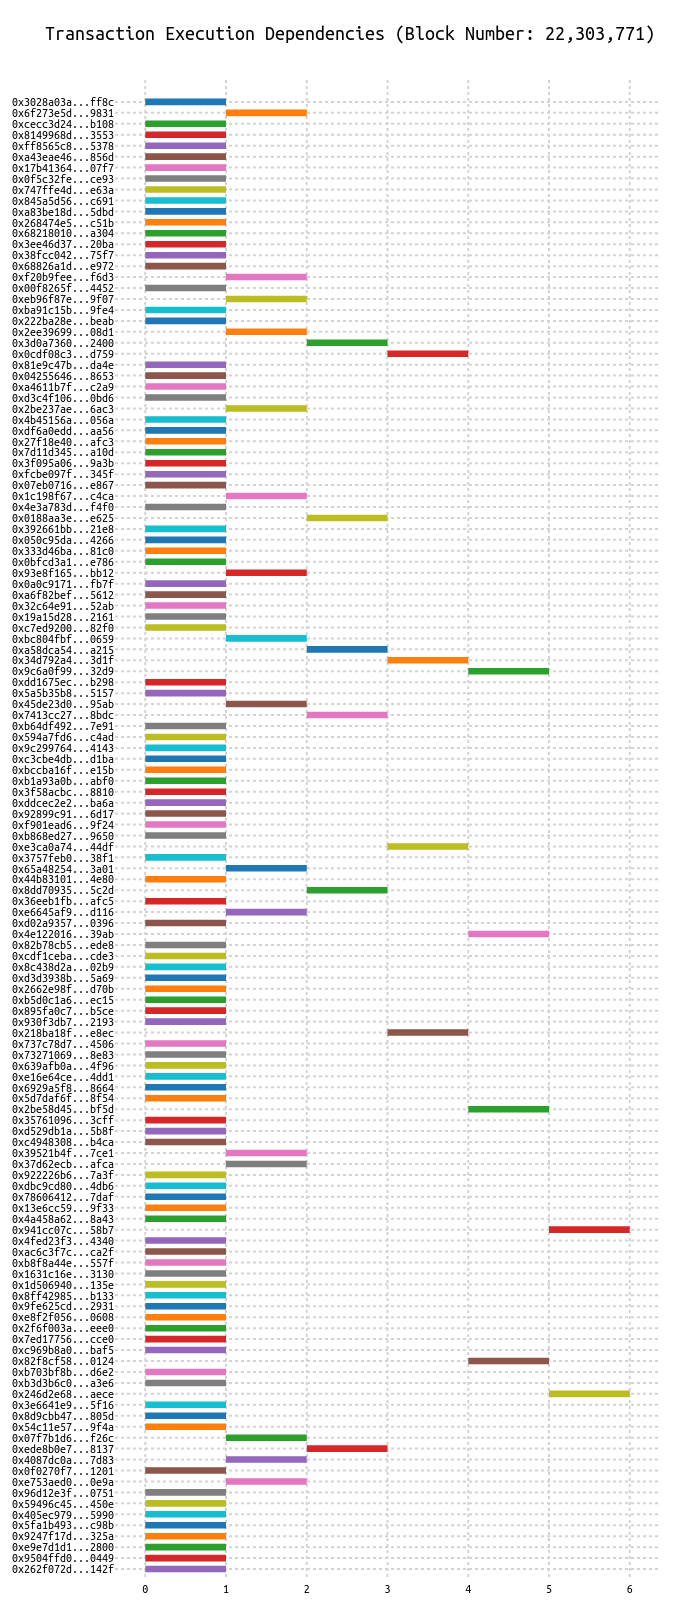 Transaction Execution Dependencies (Block Number: 22,303,771)
0x3028a03a...ff8c
0x6f273e5d...9831
0xcecc3d24...b108
0x8149968d...3553
0xff8565c8...5378
0xa43eae46...856d
0x17b41364...07f7
0x0f5c32fe...ce93
0x747ffe4d...e63a
0x845a5d56...c691
0xa83be18d...5dbd
0x268474e5...c51b
0x68218010...a304
0x3ee46d37...20ba
0x38fcc042...75f7
0x68826a1d...e972
0xf20b9fee...f6d3
0x00f8265f...4452
0xeb96f87e...9f07
0xba91c15b...9fe4
0x222ba28e...beab
0x2ee39699...08d1
0x3d0a7360...2400
0x0cdf08c3...d759
0x81e9c47b...da4e
0x04255646...8653
0xa4611b7f...c2a9
0xd3c4f106...0bd6
0x2be237ae...6ac3
0x4b45156a...056a
0xdf6a0edd...aa56
0x27f18e40...afc3
0x7d11d345...a10d
0x3f095a06...9a3b
0xfcbe097f...345f
0x07eb0716...e867
0x1c198f67...c4ca
0x4e3a783d...f4f0
0x0188aa3e...e625
0x392661bb...21e8
0x050c95da...4266
0x333d46ba...81c0
0x0bfcd3a1...e786
0x93e8f165...bb12
0x0a0c9171...fb7f
0xa6f82bef...5612
0x32c64e91...52ab
0x19a15d28...2161
0xc7ed9200...82f0
0xbc804fbf...0659
0xa58dca54...a215
0x34d792a4...3d1f
0x9c6a0f99...32d9
0xdd1675ec...b298
0x5a5b35b8...5157
0x45de23d0...95ab
0x7413cc27...8bdc
0xb64df492...7e91
0x594a7fd6...c4ad
0x9c299764...4143
0xc3cbe4db...d1ba
0xbccba16f...e15b
0xb1a93a0b...abf0
0x3f58acbc...8810
0xddcec2e2...ba6a
0x92899c91...6d17
0xf901ead6...9f24
0xb868ed27...9650
0xe3ca0a74...44df
0x3757feb0...38f1
0x65a48254...3a01
0x44b83101...4e80
0x8dd70935...5c2d
0x36eeb1fb...afc5
0xe6645af9...d116
0xd02a9357...0396
0x4e122016...39ab
0x82b78cb5...ede8
0xcdf1ceba...cde3
0x8c438d2a...02b9
0xd3d3938b...5a69
0x2662e98f...d70b
0xb5d0c1a6...ec15
0x895fa0c7...b5ce
0x930f3db7...2193
0x218ba18f...e8ec
0x737c78d7...4506
0x73271069...8e83
0x639afb0a...4f96
0xe16e64ce...4dd1
0x6929a5f8...8664
0x5d7daf6f...8f54
0x2be58d45...bf5d
0x35761096...3cff
0xd529db1a...5b8f
0xc4948308...b4ca
0x39521b4f...7ce1
0x37d62ecb...afca
0x922226b6...7a3f
0xdbc9cd80...4db6
0x78606412...7daf
0x13e6cc59...9f33
0x4a458a62...8a43
0x941cc07c...58b7
0x4fed23f3...4340
0xac6c3f7c...ca2f
0xb8f8a44e...557f
0x1631c16e...3130
0x1d506940...135e
0x8ff42985...b133
0x9fe625cd...2931
0xe8f2f056...0608
0x2f6f003a...eee0
0x7ed17756...cce0
0xc969b8a0...baf5
0x82f8cf58...0124
0xb703bf8b...d6e2
0xb3d3b6c0...a3e6
0x246d2e68...aece
0x3e6641e9...5f16
0x8d9cbb47...805d
0x54c11e57...9f4a
0x07f7b1d6...f26c
0xede8b0e7...8137
0x4087dc0a...7d83
0x0f0270f7...1201
0xe753aed0...0e9a
0x96d12e3f...0751
0x59496c45...450e
0x405ec979...5990
0x5fa1b493...c98b
0x9247f17d...325a
0xe9e7d1d1...2800
0x9504ffd0...0449
0x262f072d...142f
0 1 2 3 4 5 6